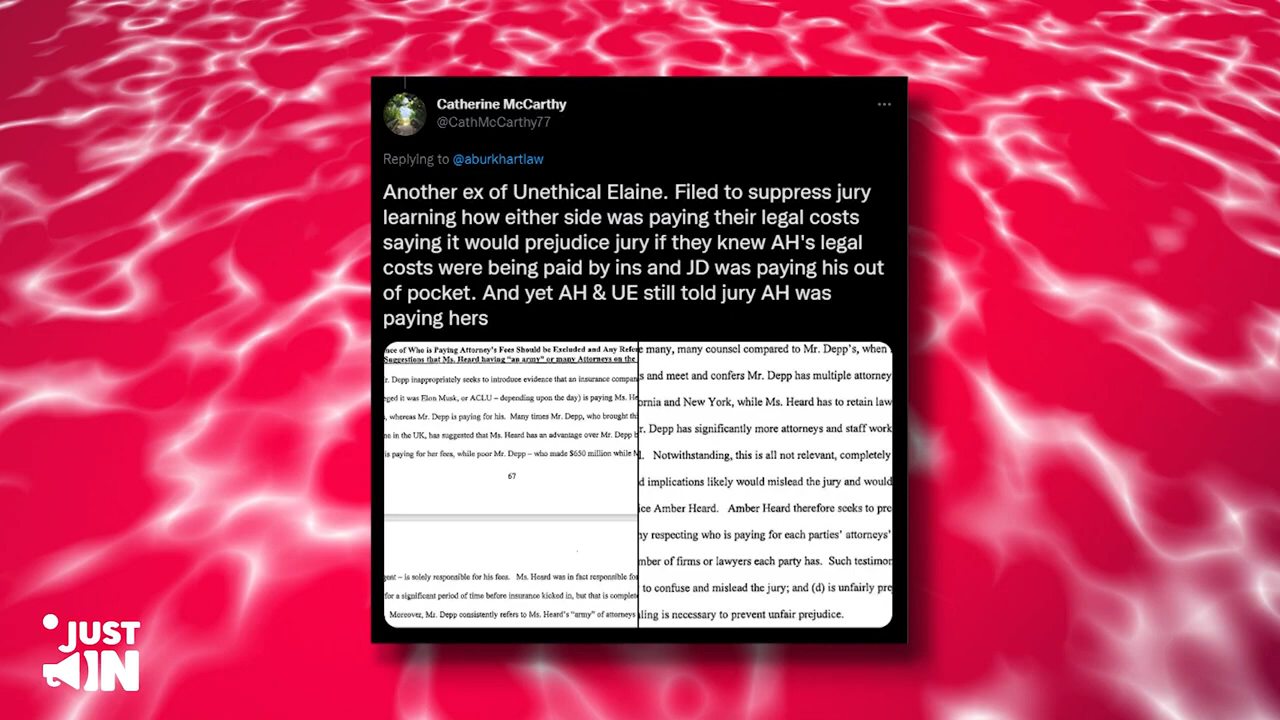 Catherine McCarthy
@CathMcCarthy77
Replying to @aburkhartlaw
Another ex of Unethical Elaine. Filed to suppress jury
learning how either side was paying their legal costs
saying it would prejudice jury if they knew AH's legal
costs were being paid by ins and JD was paying his out
of pocket. And yet AH & UE still told jury AH was
paying hers
nce of Who is Paying Attorney's Fees Should be Excluded and Any Refere
Suggestions that Ms. Heard having "an army" or many Attorneys on the
r. Depp inappropriately seeks to introduce evidence that an insurance compan
ged it was Elon Musk, or ACLU – depending upon the day) is paying Ms. He
, whereas Mr. Depp is paying for his. Many times Mr. Depp, who brought thi
ne in the UK, has suggested that Ms. Heard has an advantage over Mr. Depp b
is paying for her fees, while poor Mr. Depp – who made $650 million while M
67
gent – is solely responsible for his fees. Ms. Heard was in fact responsible for
for a significant period of time before insurance kicked in, but that is complete
Moreover, Mr. Depp consistently refers to Ms. Heard's "army" of attorneys
e many, many counsel compared to Mr. Depp's, when
s and meet and confers Mr. Depp has multiple attorney
ornia and New York, while Ms. Heard has to retain law
r. Depp has significantly more attorneys and staff work
l. Notwithstanding, this is all not relevant, completely
d implications likely would mislead the jury and would
ice Amber Heard. Amber Heard therefore seeks to pre
ny respecting who is paying for each parties' attorneys'
mber of firms or lawyers each party has. Such testimon
to confuse and mislead the jury; and (d) is unfairly pre
ling is necessary to prevent unfair prejudice.
JUST
IN